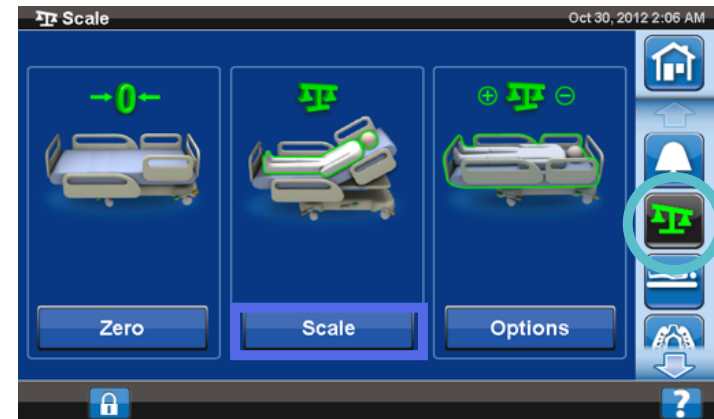 Scale
Oct 30, 2012 2:06 AM
→0←
Zero
Scale
Options
?